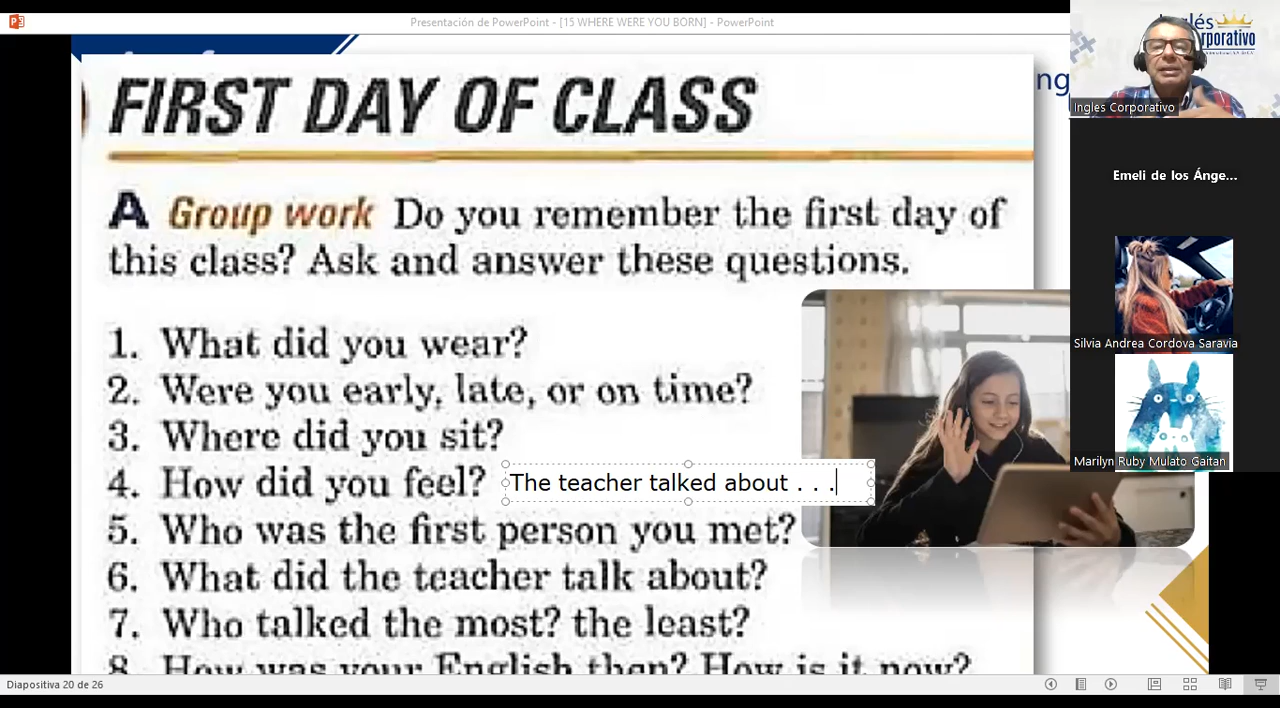 Presentación de PowerPoint - [15 WHERE WERE YOU BORN] - PowerPoint
FIRST DAY OF CLASS
A Group work Do you remember the first day of
this class? Ask and answer these questions.
1. What did you wear?
2. Were you early, late, or on time?
3. Where did you sit?
4. How did you feel?
The teacher talked about . . .
5. Who was the first person you met?
6. What did the teacher talk about?
7. Who talked the most? the least?
8. How was your English then? How is it now?
Ingles Corporativo
Emeli de los Ánge...
Silvia Andrea Cordova Saravia
Marilyn Ruby Mulato Gaitan
Diapositiva 20 de 26